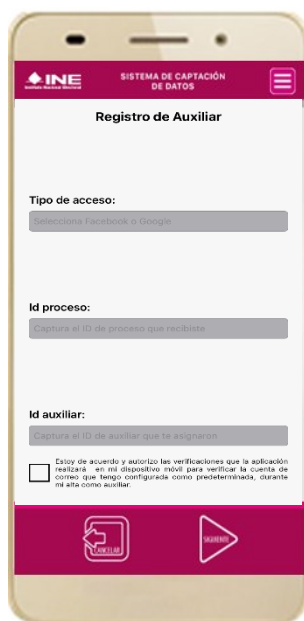 INE
Instituto Nacional Electoral
SISTEMA DE CAPTACIÓN
DE DATOS
Registro de Auxiliar
Tipo de acceso:
Selecciona Facebook o Google
Id proceso:
Captura el ID de proceso que recibiste
Id auxiliar:
Captura el ID de auxiliar que te asignaron
Estoy de acuerdo y autorizo las verificaciones que la aplicación
realizará en mi dispositivo móvil para verificar la cuenta de
correo que tengo configurada como predeterminada, durante
mi alta como auxiliar.
CANCELAR
SIGUIENTE